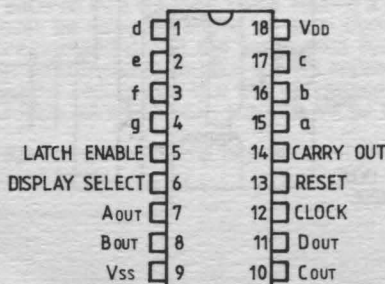 d 1 18 VDD
e 2 17 c
f 3 16 b
g 4 15 a
LATCH ENABLE 5 14 CARRY OUT
DISPLAY SELECT 6 13 RESET
AOUT 7 12 CLOCK
BOUT 8 11 DOUT
VSS 9 10 COUT